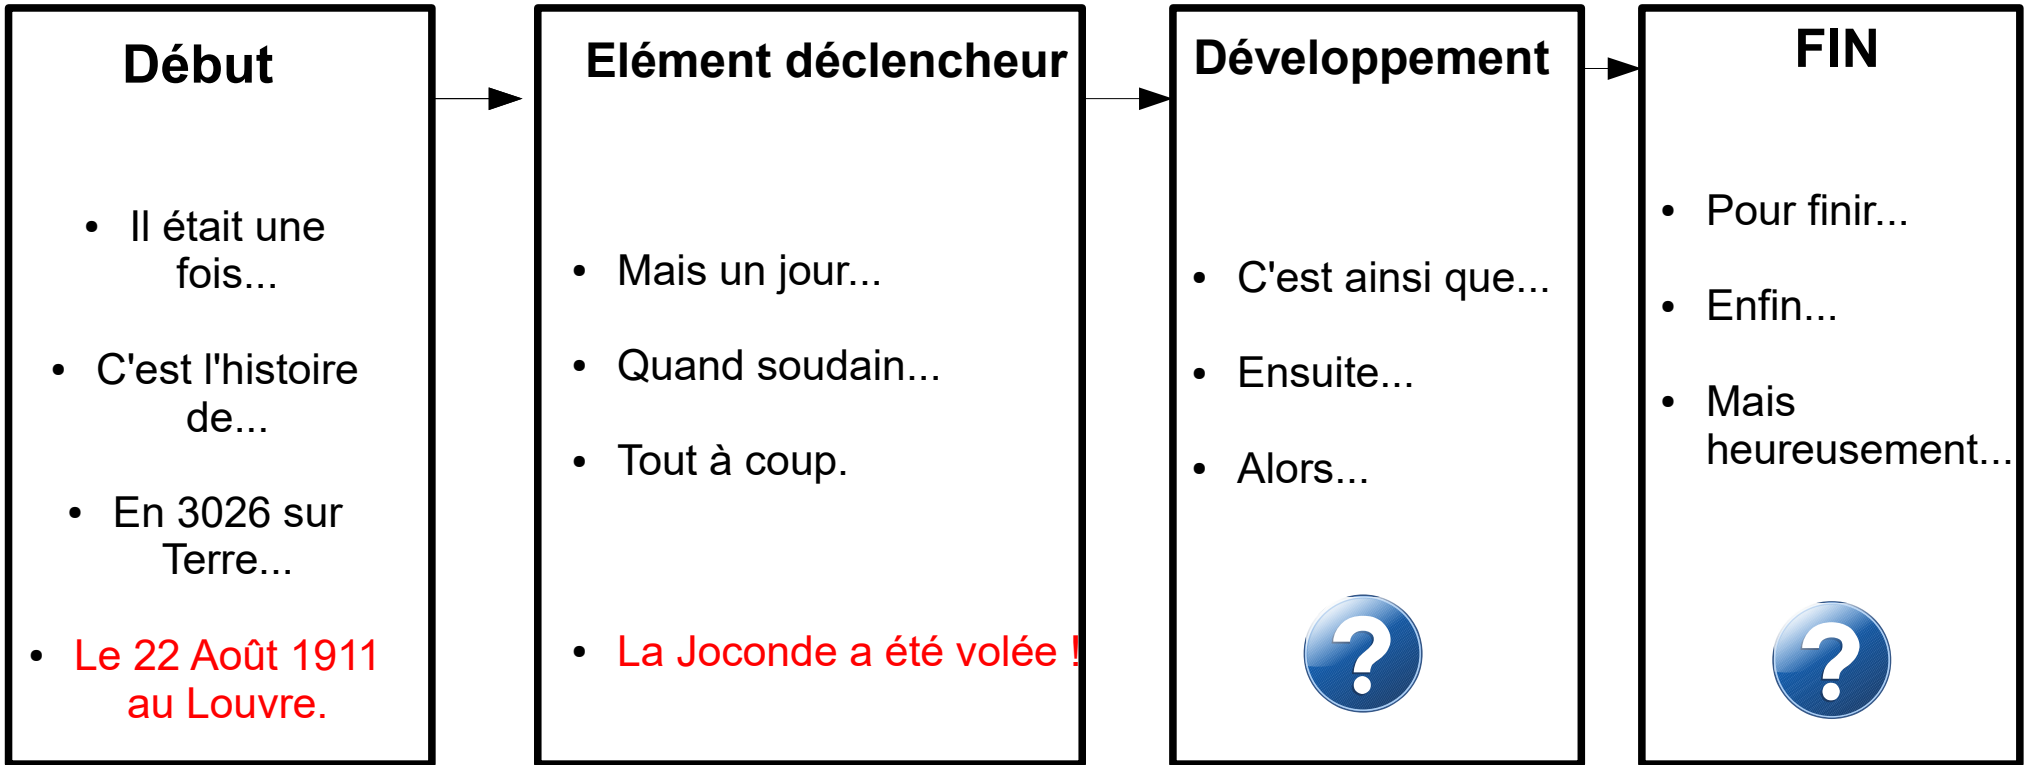 Début
Il était une
fois...
C'est l'histoire
de...
En 3026 sur
Terre...
Le 22 Août 1911
au Louvre.
Elément déclencheur
Mais un jour...
Quand soudain...
Tout à coup.
La Joconde a été volée !
Développement
C'est ainsi que...
Ensuite...
Alors...
?
FIN
Pour finir...
Enfin...
Mais
heureusement...
?